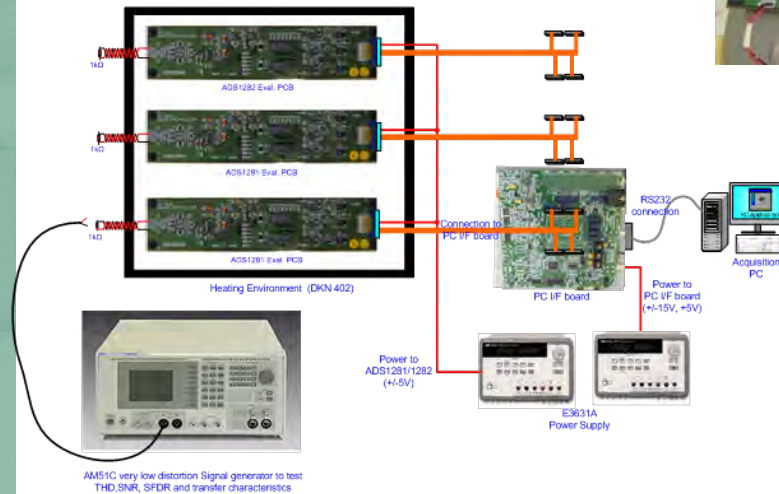 1kΩ
ADS1282 Eval. PCB
1kΩ
ADS1281 Eval. PCB
1kΩ
ADS1281 Eval. PCB
Heating Environment (DKN 402)
Connection to
PC I/F board
RS232
connection
PC I/F board
Acquisition
PC
Power to
PC I/F board
(+/-15V, +5V)
Power to
ADS1281/1282
(+/-5V)
E3631A
Power Supply
AM51C very low distortion Signal generator to test
THD,SNR, SFDR and transfer characteristics